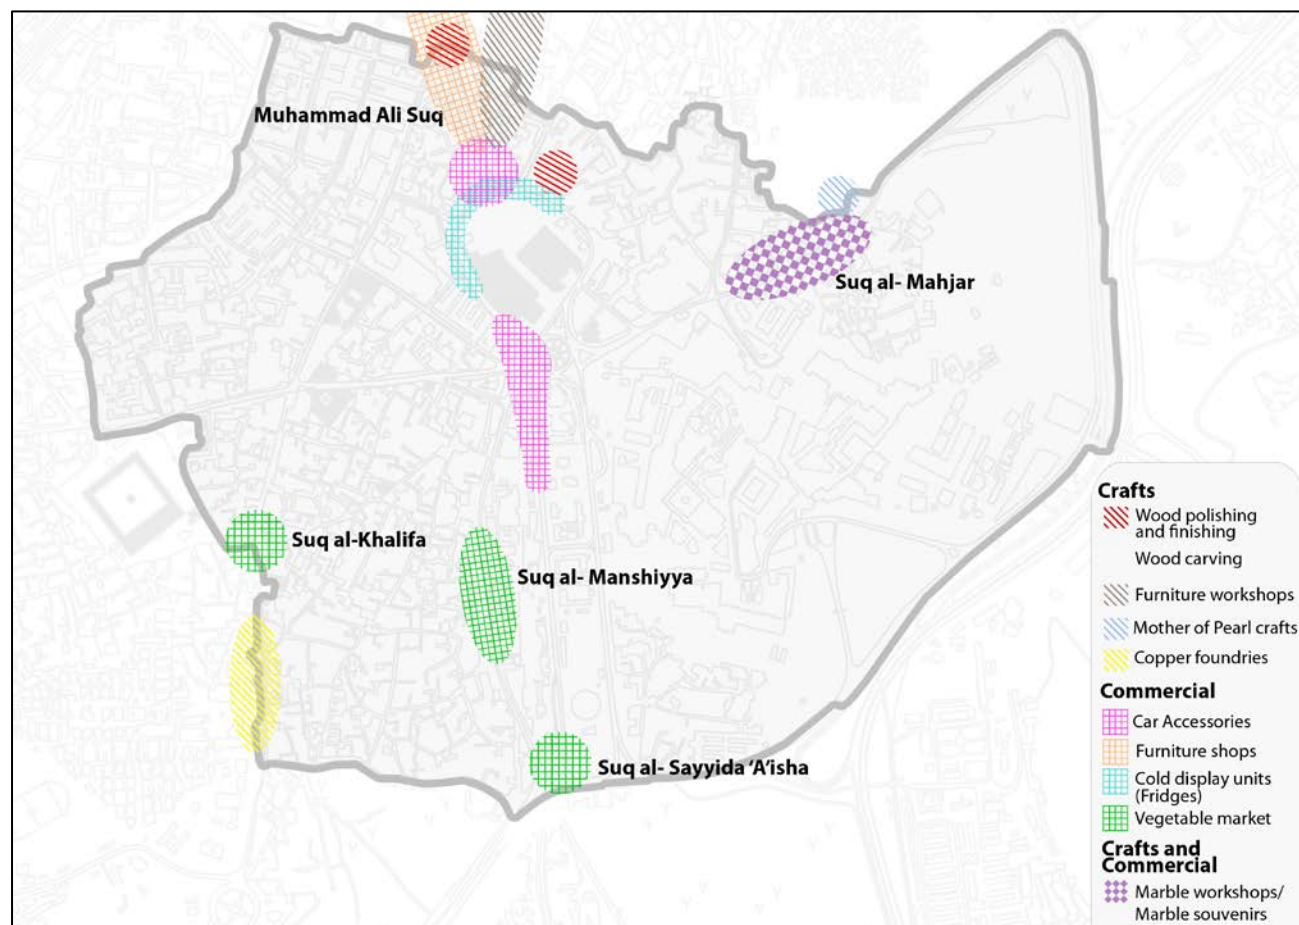 Muhammad Ali Suq
Suq al- Mahjar
Suq al-Khalifa
Suq al- Manshiyya
Suq al- Sayyida ‘A’isha
Crafts
Wood polishing
and finishing
Wood carving
Furniture workshops
Mother of Pearl crafts
Copper foundries
Commercial
Car Accessories
Furniture shops
Cold display units
(Fridges)
Vegetable market
Crafts and
Commercial
Marble workshops/
Marble souvenirs